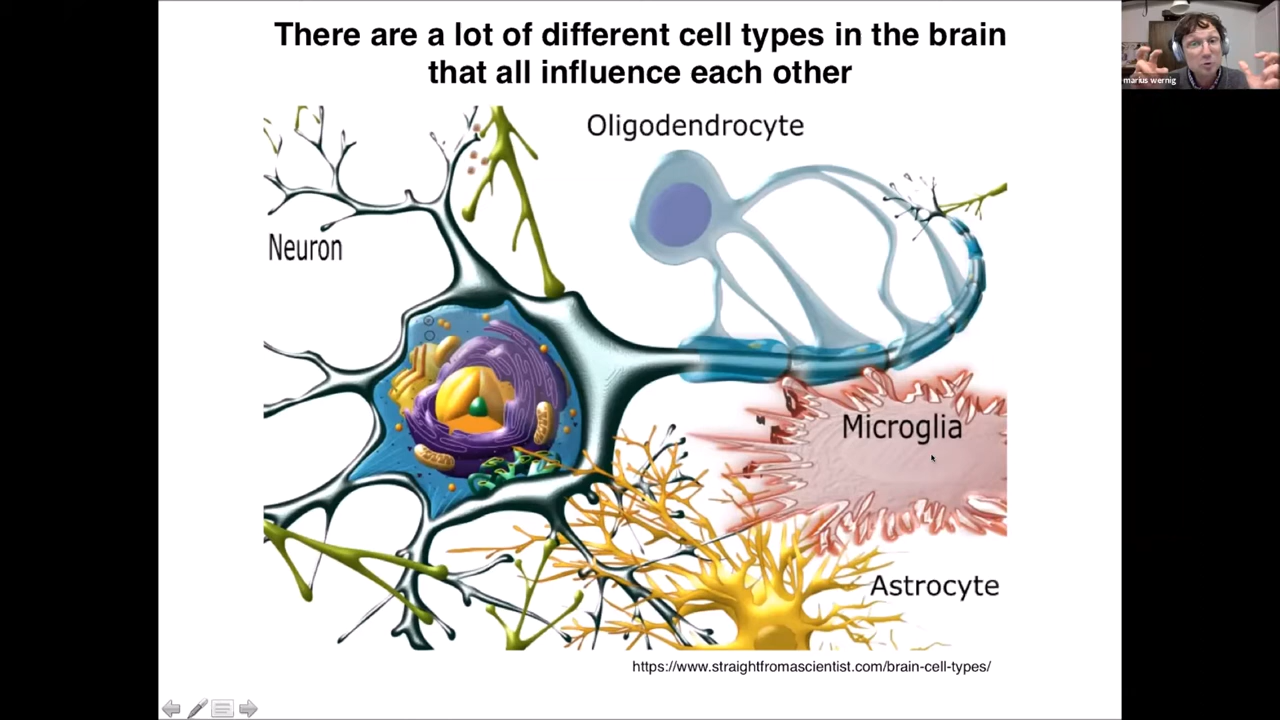 There are a lot of different cell types in the brain
that all influence each other
marius wernig
Oligodendrocyte
Neuron
Microglia
Astrocyte
https://www.straightfromascientist.com/brain-cell-types/